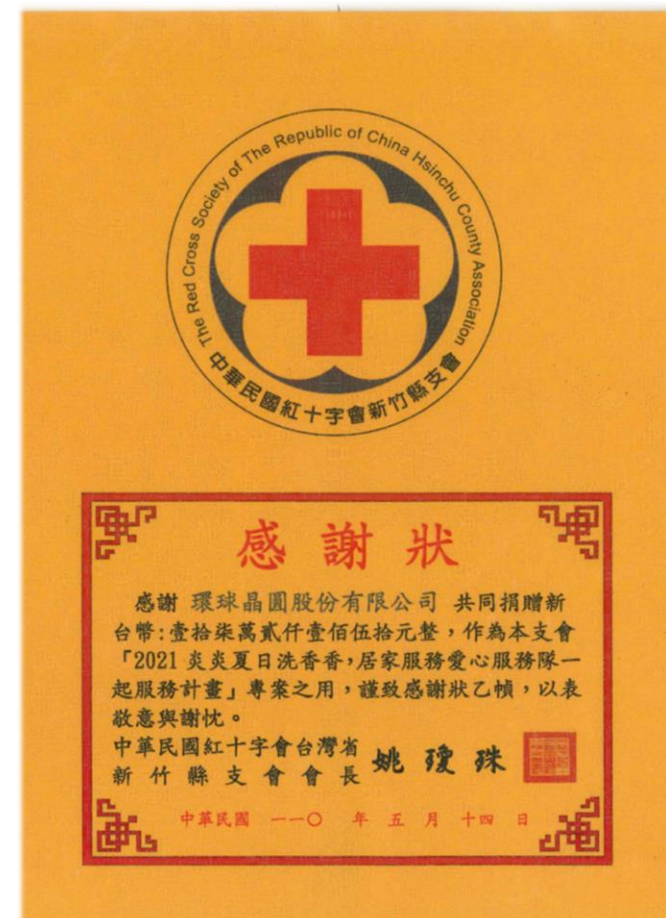 The Red Cross Society of The Republic of China Hsinchu County Association
中華民國紅十字會新竹縣支會
感謝狀
感謝 環球晶圓股份有限公司 共同捐贈新
台幣:壹拾柒萬貳仟壹佰伍拾元整,作為本支會
「2021炎炎夏日洗香香,居家服務愛心服務隊一
起服務計畫」專案之用,謹致感謝狀乙幀,以表
敬意與謝忱。
中華民國紅十字會台灣省
新竹縣支會會長 姚瓊珠
中華民國 一一〇 年 五 月 十四 日